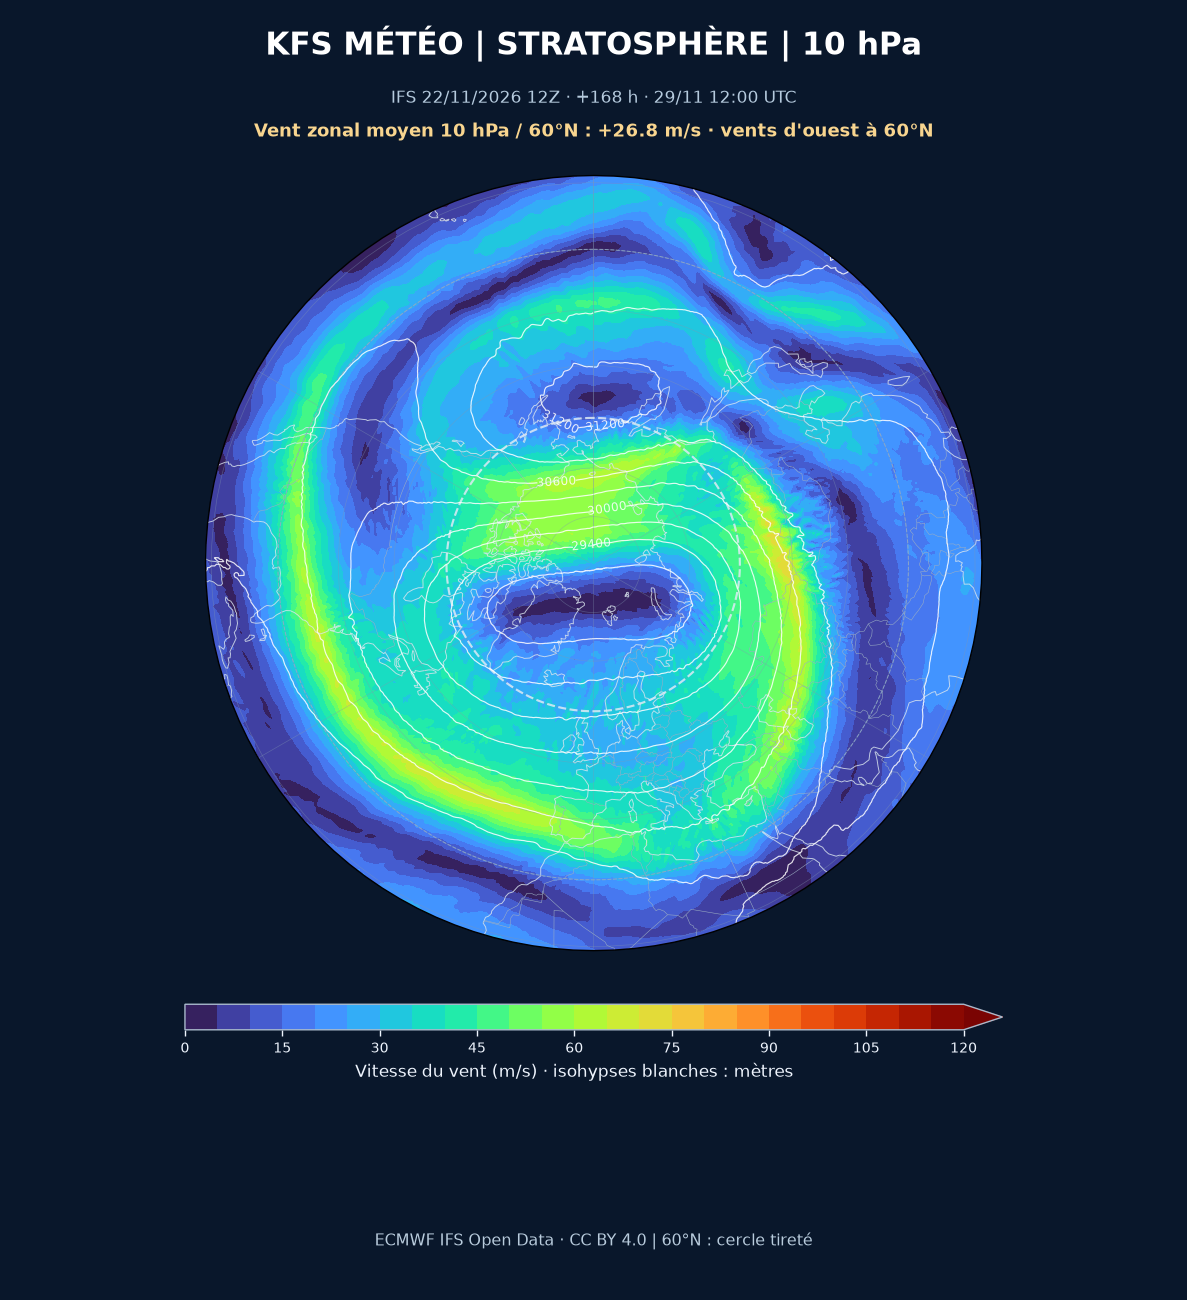 KFS MÉTÉO | STRATOSPHÈRE | 10 hPa
IFS 22/11/2026 12Z · +168 h · 29/11 12:00 UTC
Vent zonal moyen 10 hPa / 60°N : +26.8 m/s · vents d'ouest à 60°N
31200
31200
30600
30000
29400
0 15 30 45 60 75 90 105 120
Vitesse du vent (m/s) · isohypses blanches : mètres
ECMWF IFS Open Data · CC BY 4.0 | 60°N : cercle tireté